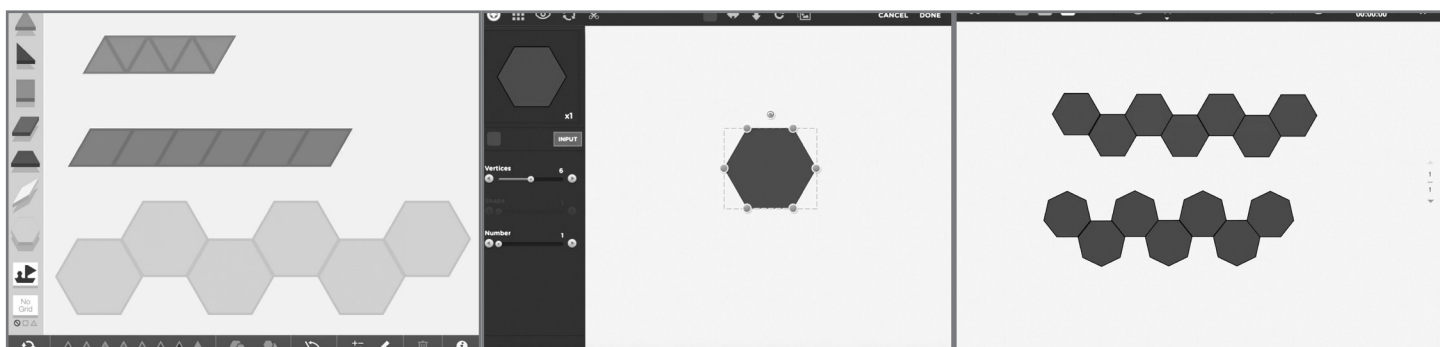 No
Grid
CANCEL DONE
x1
INPUT
Vertices 6
Number 1
00:00:00
1
1